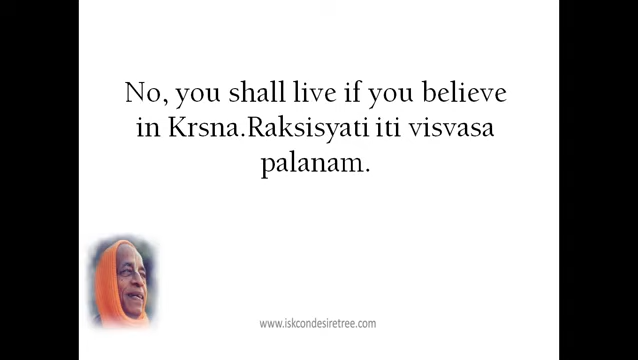 No, you shall live if you believe
in Krsna.Raksisyati iti visvasa
palanam.
www.iskcondesiretree.com